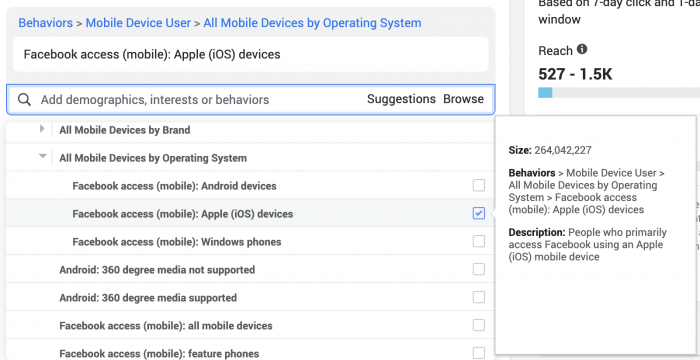 Behaviors > Mobile Device User > All Mobile Devices by Operating System
Facebook access (mobile): Apple (iOS) devices
Add demographics, interests or behaviors Suggestions Browse
All Mobile Devices by Brand
All Mobile Devices by Operating System
Facebook access (mobile): Android devices
Facebook access (mobile): Apple (iOS) devices
Facebook access (mobile): Windows phones
Android: 360 degree media not supported
Android: 360 degree media supported
Facebook access (mobile): all mobile devices
Facebook access (mobile): feature phones
Based on 7-day click and 1-da
window
Reach
527 - 1.5K
Size: 264,042,227
Behaviors > Mobile Device User >
All Mobile Devices by Operating
System > Facebook access
(mobile): Apple (iOS) devices
Description: People who primarily
access Facebook using an Apple
(iOS) mobile device